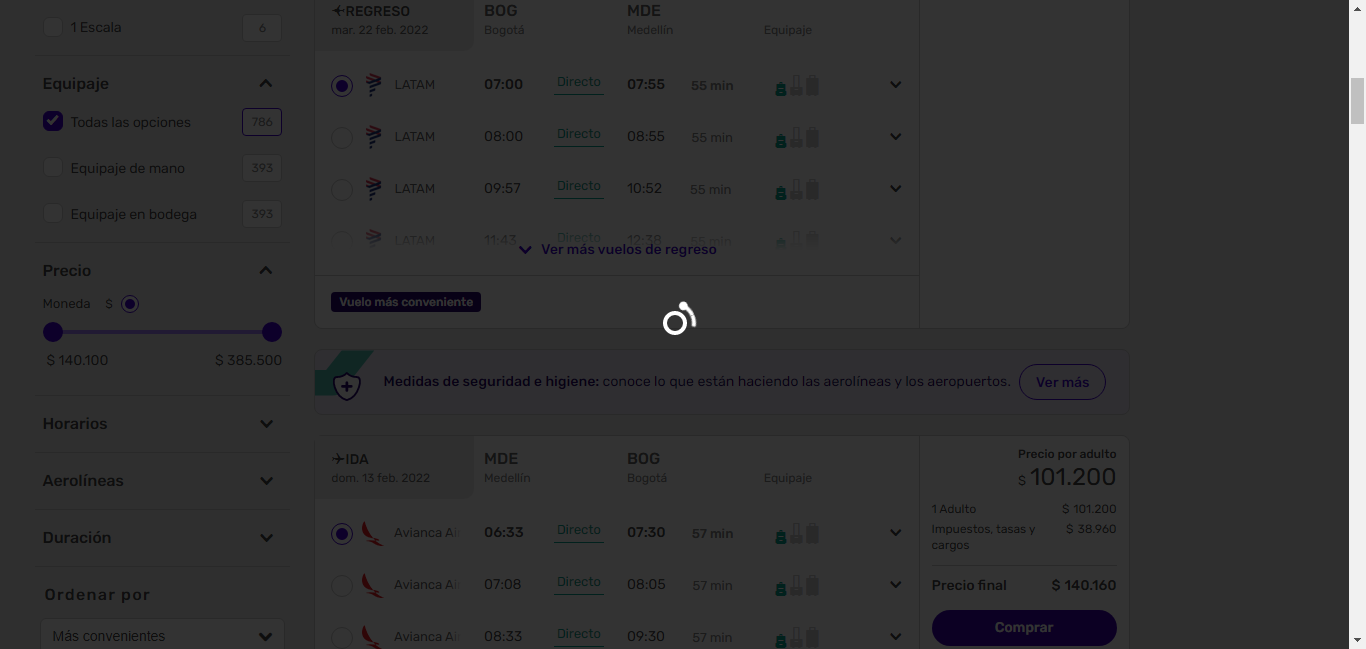 1 Escala
6
Equipaje
Todas las opciones
786
Equipaje de mano
393
Equipaje en bodega
393
Precio
Moneda $
$ 140.100
$ 385.500
Horarios
Aerolíneas
Duración
Ordenar por
Más convenientes
REGRESO
mar. 22 feb. 2022
BOG
Bogotá
MDE
Medellín
Equipaje
LATAM 07:00 Directo 07:55 55 min
LATAM 08:00 Directo 08:55 55 min
LATAM 09:57 Directo 10:52 55 min
LATAM 11:43 Directo 12:38 55 min
Ver más vuelos de regreso
Vuelo más conveniente
Medidas de seguridad e higiene: conoce lo que están haciendo las aerolíneas y los aeropuertos.
Ver más
IDA
dom. 13 feb. 2022
MDE
Medellín
BOG
Bogotá
Equipaje
Avianca 06:33 Directo 07:30 57 min
Avianca 07:08 Directo 08:05 57 min
Avianca 08:33 Directo 09:30 57 min
Precio por adulto
$ 101.200
1 Adulto $ 101.200
Impuestos, tasas y $ 38.960
cargos
Precio final $ 140.160
Comprar